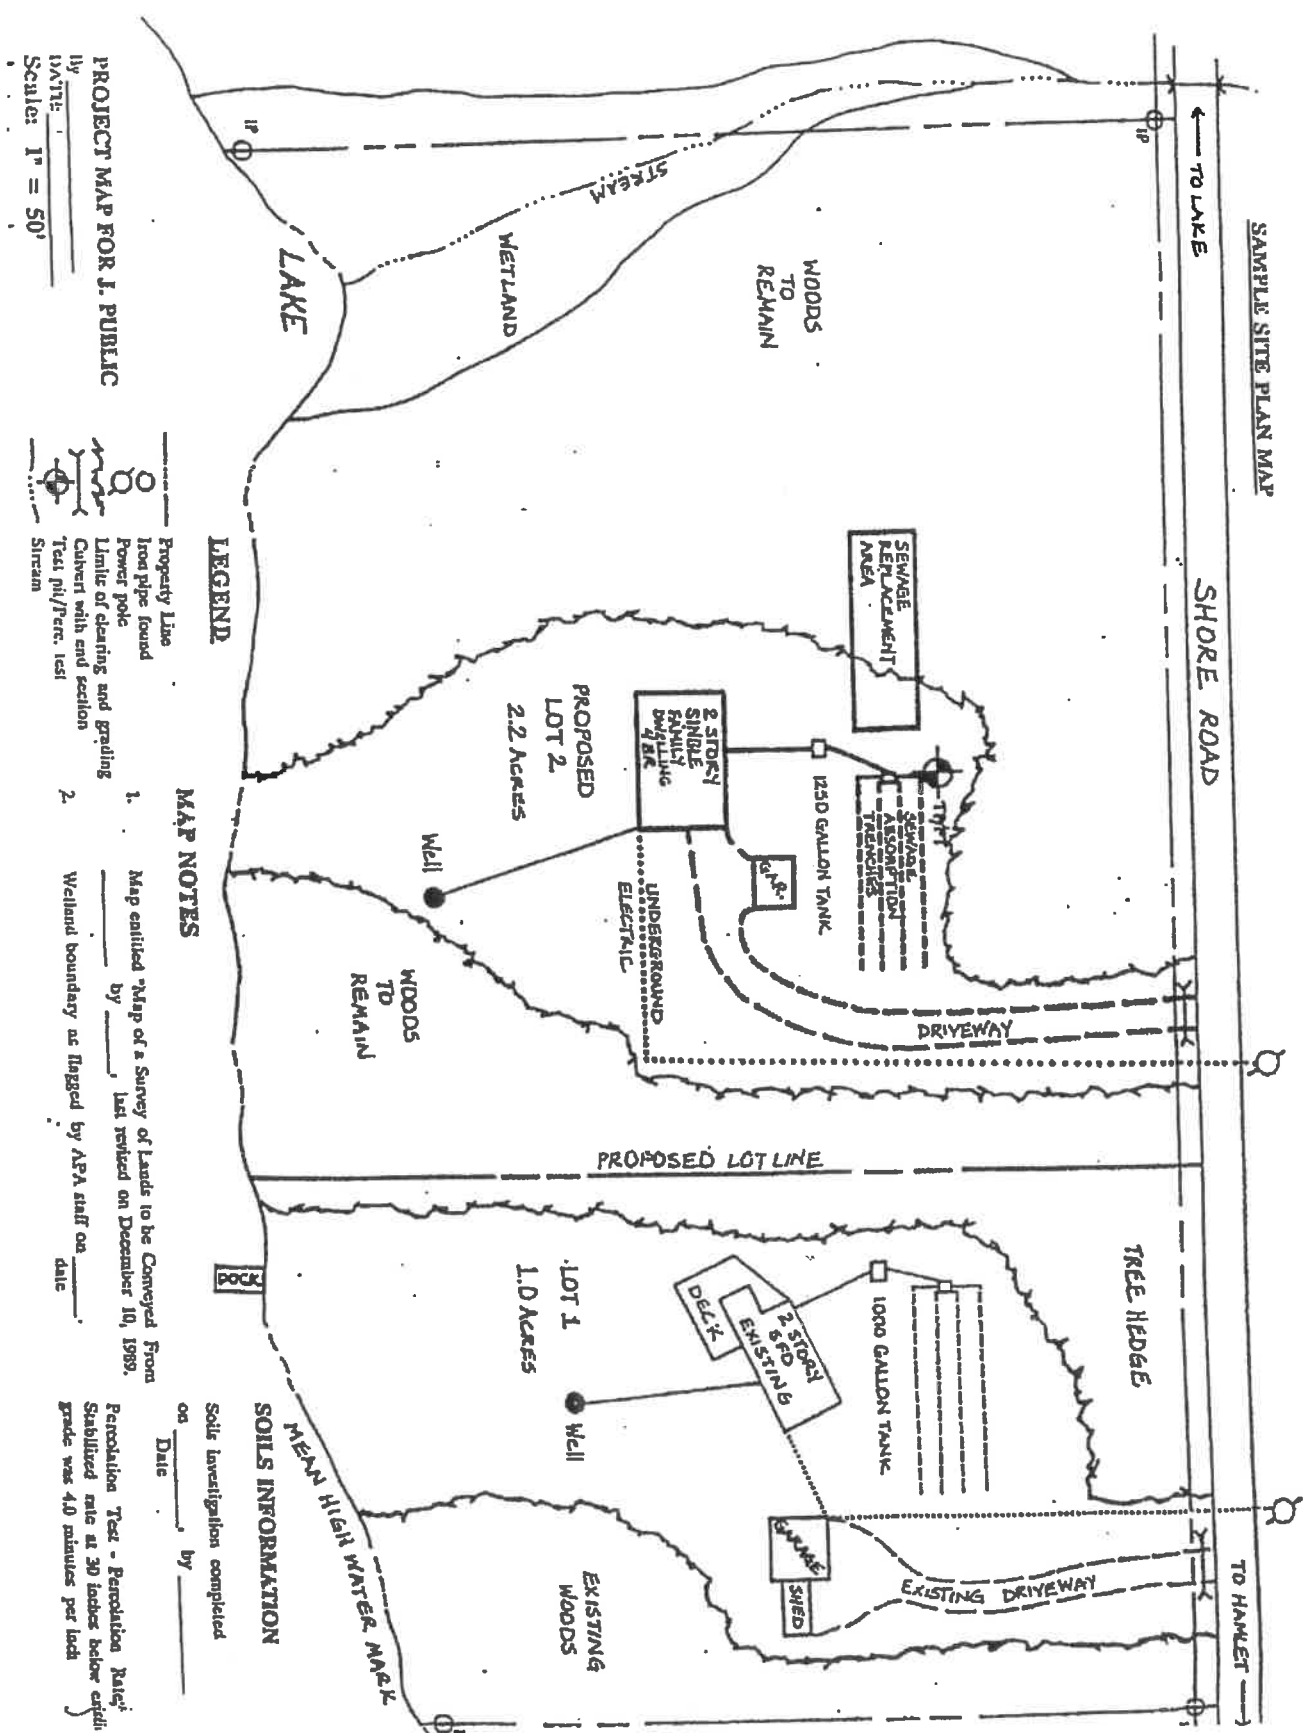 SAMPLE SITE PLAN MAP
← TO LAKE
SHORE ROAD
TO HAMLET →
IP
IP
STREAM
WETLAND
WOODS
TO
REMAIN
LAKE
SEWAGE
REPLACEMENT
AREA
TP#1
SEWAGE
ABSORPTION
TRENCHES
1250 GALLON TANK
2 STORY
SINGLE
FAMILY
DWELLING
4 BR
GAR.
DRIVEWAY
UNDERGROUND
ELECTRIC
PROPOSED
LOT 2
2.2 ACRES
Well
WOODS
TO
REMAIN
PROPOSED LOT LINE
TREE HEDGE
1000 GALLON TANK
2 STORY
SFD
EXISTING
DECK
LOT 1
1.0 ACRES
Well
GARAGE
SHED
EXISTING DRIVEWAY
EXISTING
WOODS
DOCK
MEAN HIGH WATER MARK
PROJECT MAP FOR J. PUBLIC
By
DATE:
Scale: 1" = 50'
LEGEND
Property Line
Iron pipe found
Power pole
Limits of clearing and grading
Culvert with end section
Test pit/Perc. test
Stream
MAP NOTES
1. Map entitled "Map of a Survey of Lands to be Conveyed From
by , last revised on December 10, 1989.
2. Wetland boundary as flagged by APA staff on .
date
SOILS INFORMATION
Soils investigation completed
on , by
Date
Percolation Test - Percolation Rate;
Stabilized rate at 30 inches below
grade was 4.0 minutes per inch